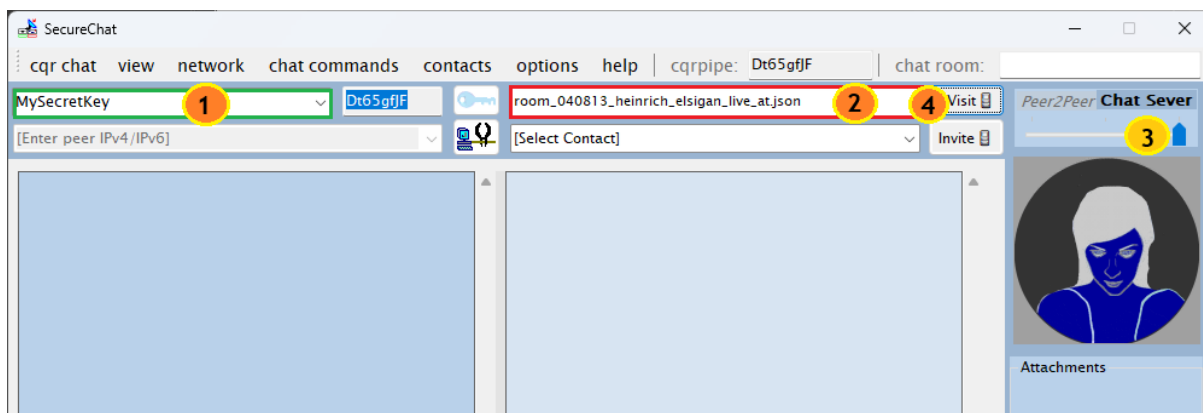 SecureChat
cqr chat view network chat commands contacts options help cqrpipe: Dt65gfJF chat room:
MySecretKey 1 Dt65gfJF room_040813_heinrich_elsigan_live_at.json 2 4 Visit Peer2Peer Chat Sever
[Enter peer IPv4/IPv6] [Select Contact] Invite 3
Attachments